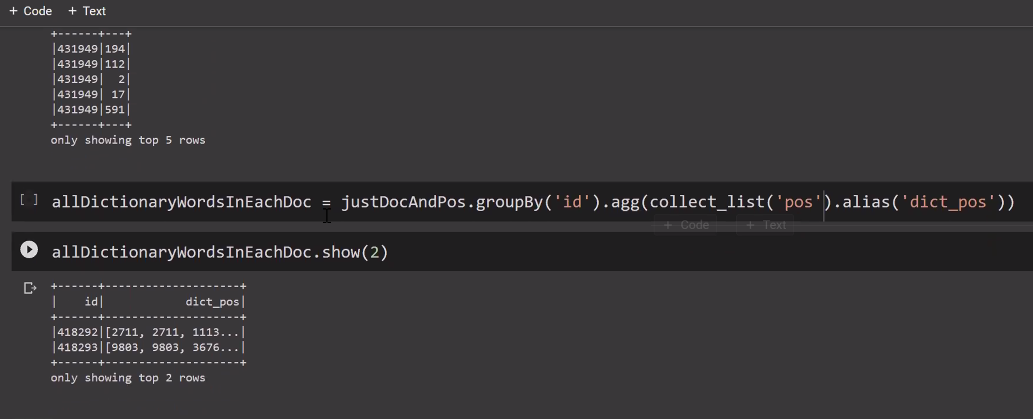 + Code + Text
+------+---+
|431949|194|
|431949|112|
|431949|  2|
|431949| 17|
|431949|591|
+------+---+
only showing top 5 rows
[ ] allDictionaryWordsInEachDoc = justDocAndPos.groupBy('id').agg(collect_list('pos').alias('dict_pos'))
+ Code + Text
allDictionaryWordsInEachDoc.show(2)
+------+--------------------+
|    id|            dict_pos|
+------+--------------------+
|418292|[2711, 2711, 1113...|
|418293|[9803, 9803, 3676...|
+------+--------------------+
only showing top 2 rows